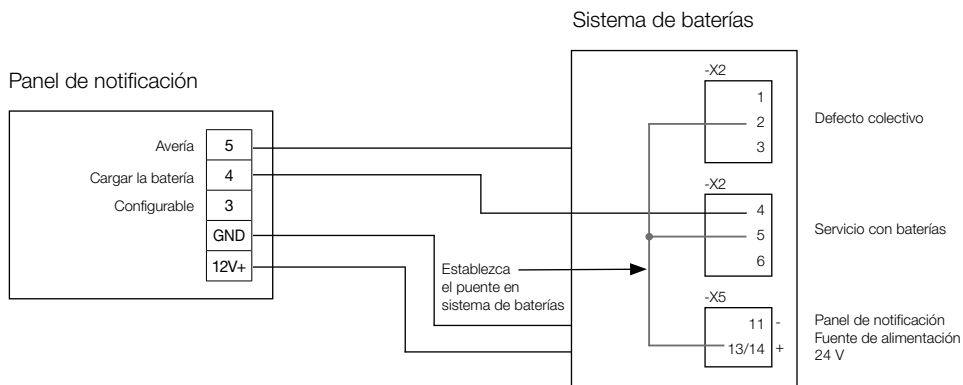 Sistema de baterías
Panel de notificación
Avería 5
Cargar la batería 4
Configurable 3
GND
12V+
Establezca
el puente en
sistema de baterías
-X2
1
2
3
Defecto colectivo
-X2
4
5
6
Servicio con baterías
-X5
11 -
13/14 +
Panel de notificación
Fuente de alimentación
24 V